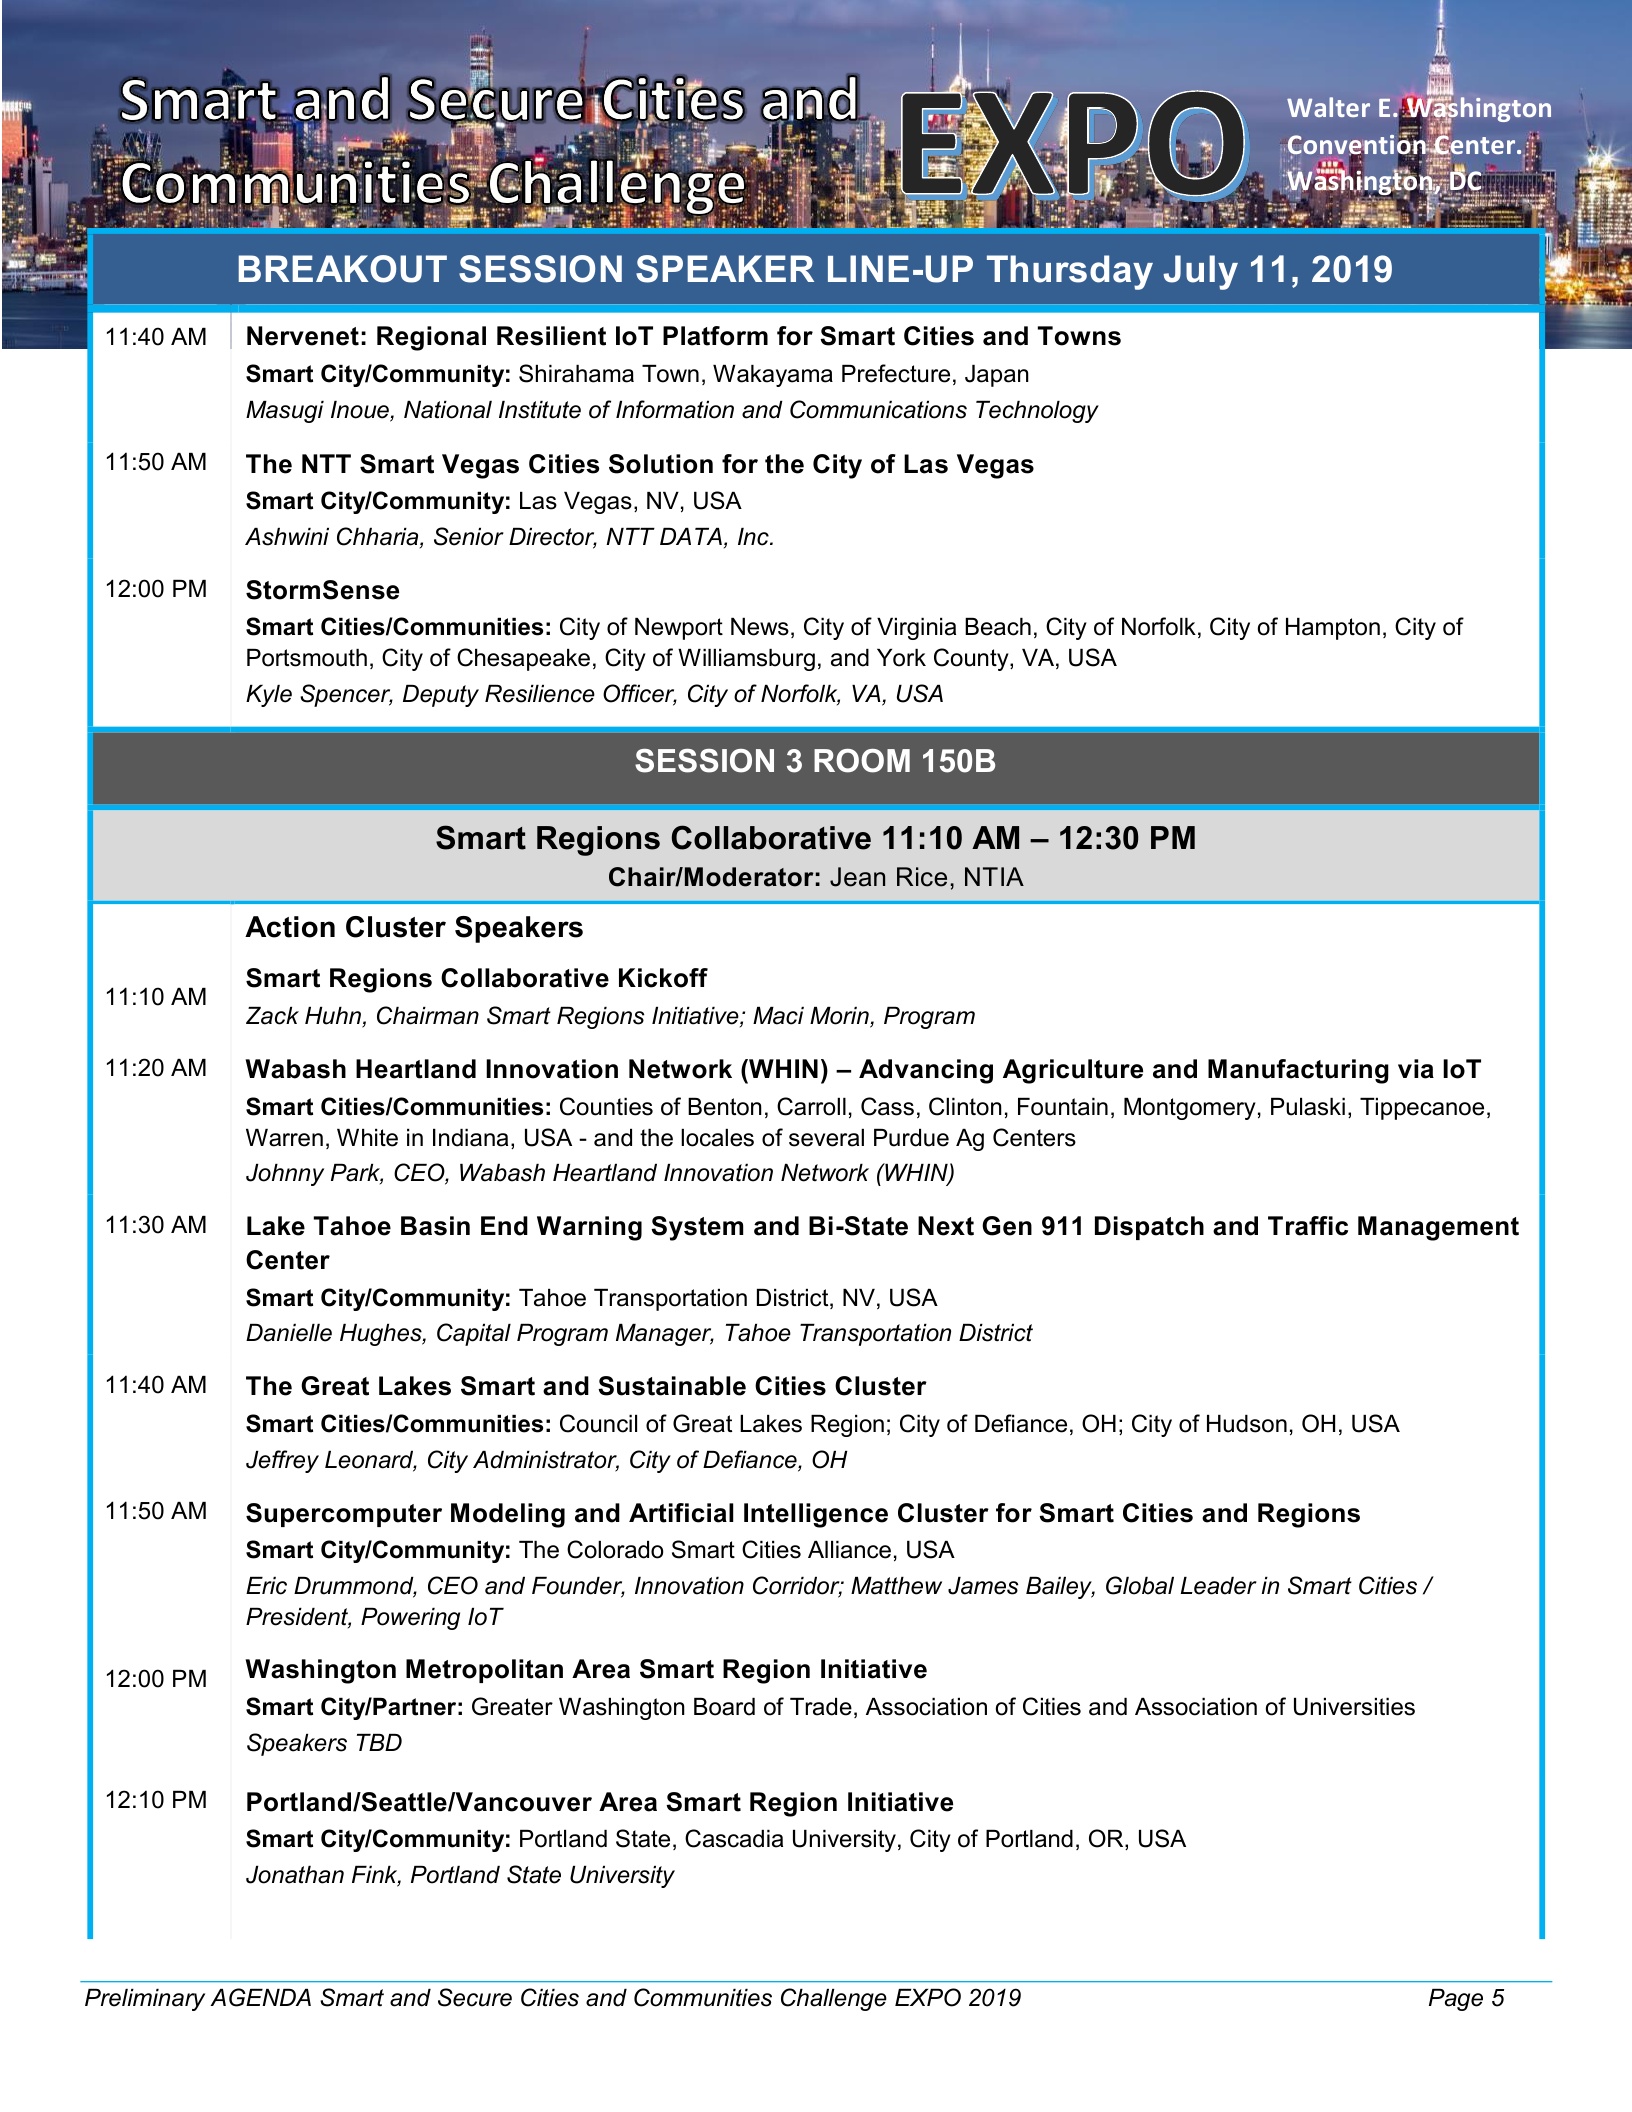 Smart and Secure Cities and
Communities Challenge
EXPO
Walter E. Washington
Convention Center.
Washington, DC
BREAKOUT SESSION SPEAKER LINE-UP Thursday July 11, 2019
11:40 AM
Nervenet: Regional Resilient IoT Platform for Smart Cities and Towns
Smart City/Community: Shirahama Town, Wakayama Prefecture, Japan
Masugi Inoue, National Institute of Information and Communications Technology
11:50 AM
The NTT Smart Vegas Cities Solution for the City of Las Vegas
Smart City/Community: Las Vegas, NV, USA
Ashwini Chharia, Senior Director, NTT DATA, Inc.
12:00 PM
StormSense
Smart Cities/Communities: City of Newport News, City of Virginia Beach, City of Norfolk, City of Hampton, City of
Portsmouth, City of Chesapeake, City of Williamsburg, and York County, VA, USA
Kyle Spencer, Deputy Resilience Officer, City of Norfolk, VA, USA
SESSION 3 ROOM 150B
Smart Regions Collaborative 11:10 AM – 12:30 PM
Chair/Moderator: Jean Rice, NTIA
Action Cluster Speakers
11:10 AM
Smart Regions Collaborative Kickoff
Zack Huhn, Chairman Smart Regions Initiative; Maci Morin, Program
11:20 AM
Wabash Heartland Innovation Network (WHIN) – Advancing Agriculture and Manufacturing via IoT
Smart Cities/Communities: Counties of Benton, Carroll, Cass, Clinton, Fountain, Montgomery, Pulaski, Tippecanoe,
Warren, White in Indiana, USA - and the locales of several Purdue Ag Centers
Johnny Park, CEO, Wabash Heartland Innovation Network (WHIN)
11:30 AM
Lake Tahoe Basin End Warning System and Bi-State Next Gen 911 Dispatch and Traffic Management
Center
Smart City/Community: Tahoe Transportation District, NV, USA
Danielle Hughes, Capital Program Manager, Tahoe Transportation District
11:40 AM
The Great Lakes Smart and Sustainable Cities Cluster
Smart Cities/Communities: Council of Great Lakes Region; City of Defiance, OH; City of Hudson, OH, USA
Jeffrey Leonard, City Administrator, City of Defiance, OH
11:50 AM
Supercomputer Modeling and Artificial Intelligence Cluster for Smart Cities and Regions
Smart City/Community: The Colorado Smart Cities Alliance, USA
Eric Drummond, CEO and Founder, Innovation Corridor; Matthew James Bailey, Global Leader in Smart Cities /
President, Powering IoT
12:00 PM
Washington Metropolitan Area Smart Region Initiative
Smart City/Partner: Greater Washington Board of Trade, Association of Cities and Association of Universities
Speakers TBD
12:10 PM
Portland/Seattle/Vancouver Area Smart Region Initiative
Smart City/Community: Portland State, Cascadia University, City of Portland, OR, USA
Jonathan Fink, Portland State University
Preliminary AGENDA Smart and Secure Cities and Communities Challenge EXPO 2019
Page 5